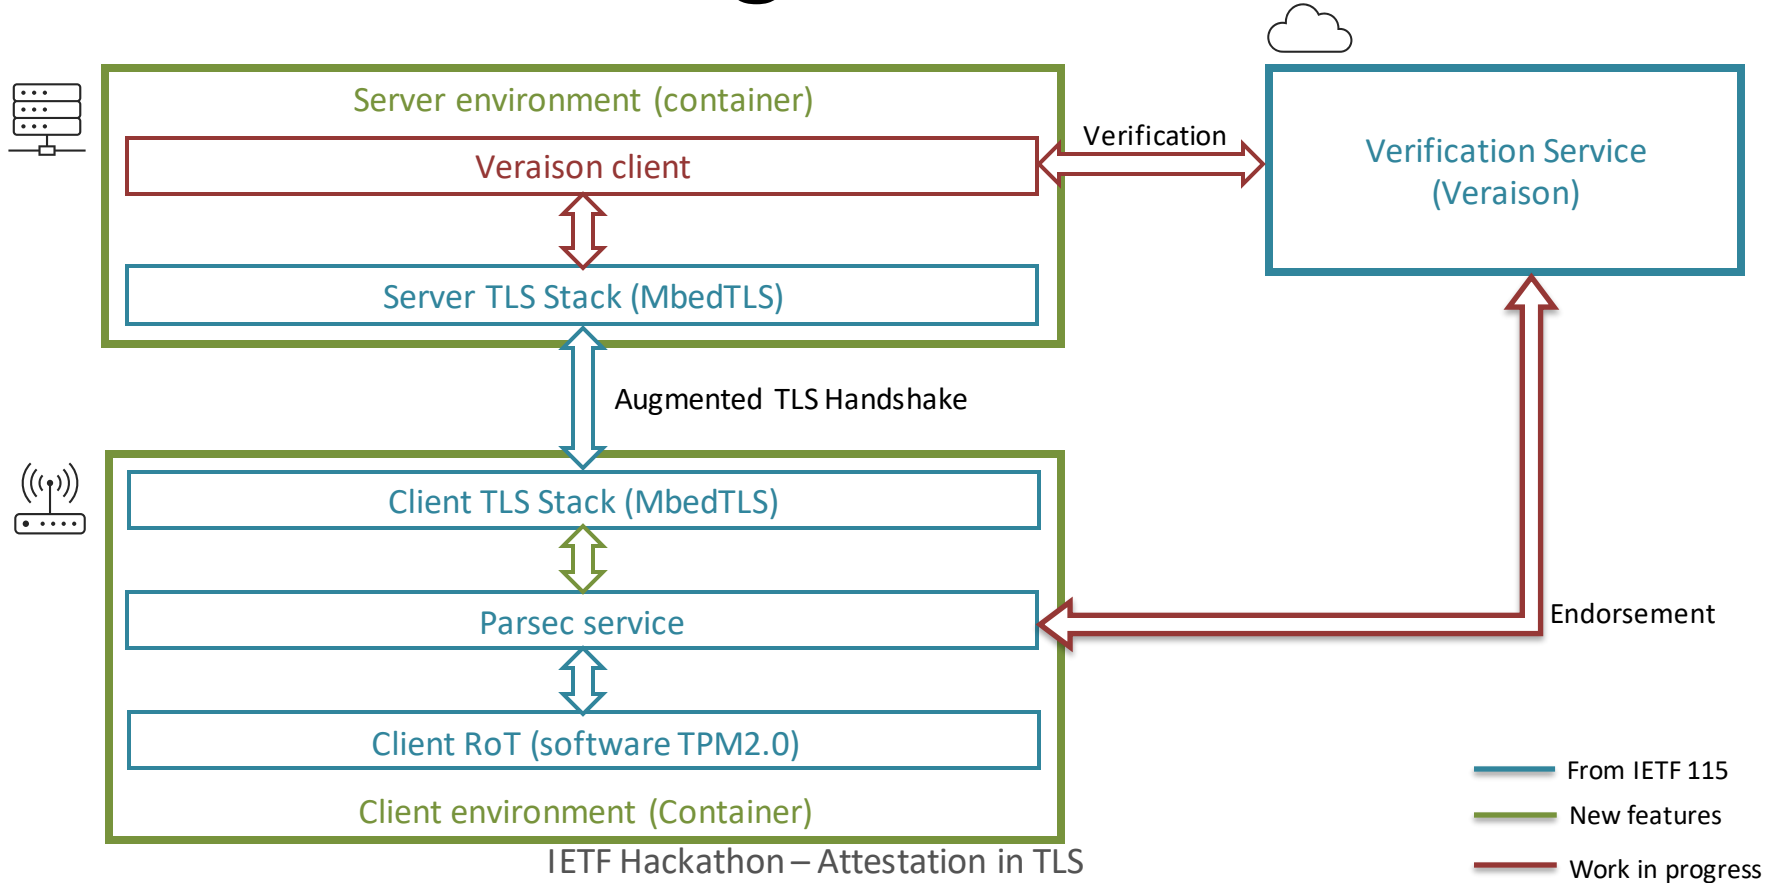 Server environment (container)
Veraison client
Server TLS Stack (MbedTLS)
Verification
Verification Service
(Veraison)
Augmented TLS Handshake
Client TLS Stack (MbedTLS)
Parsec service
Endorsement
Client RoT (software TPM2.0)
Client environment (Container)
From IETF 115
New features
Work in progress
IETF Hackathon – Attestation in TLS